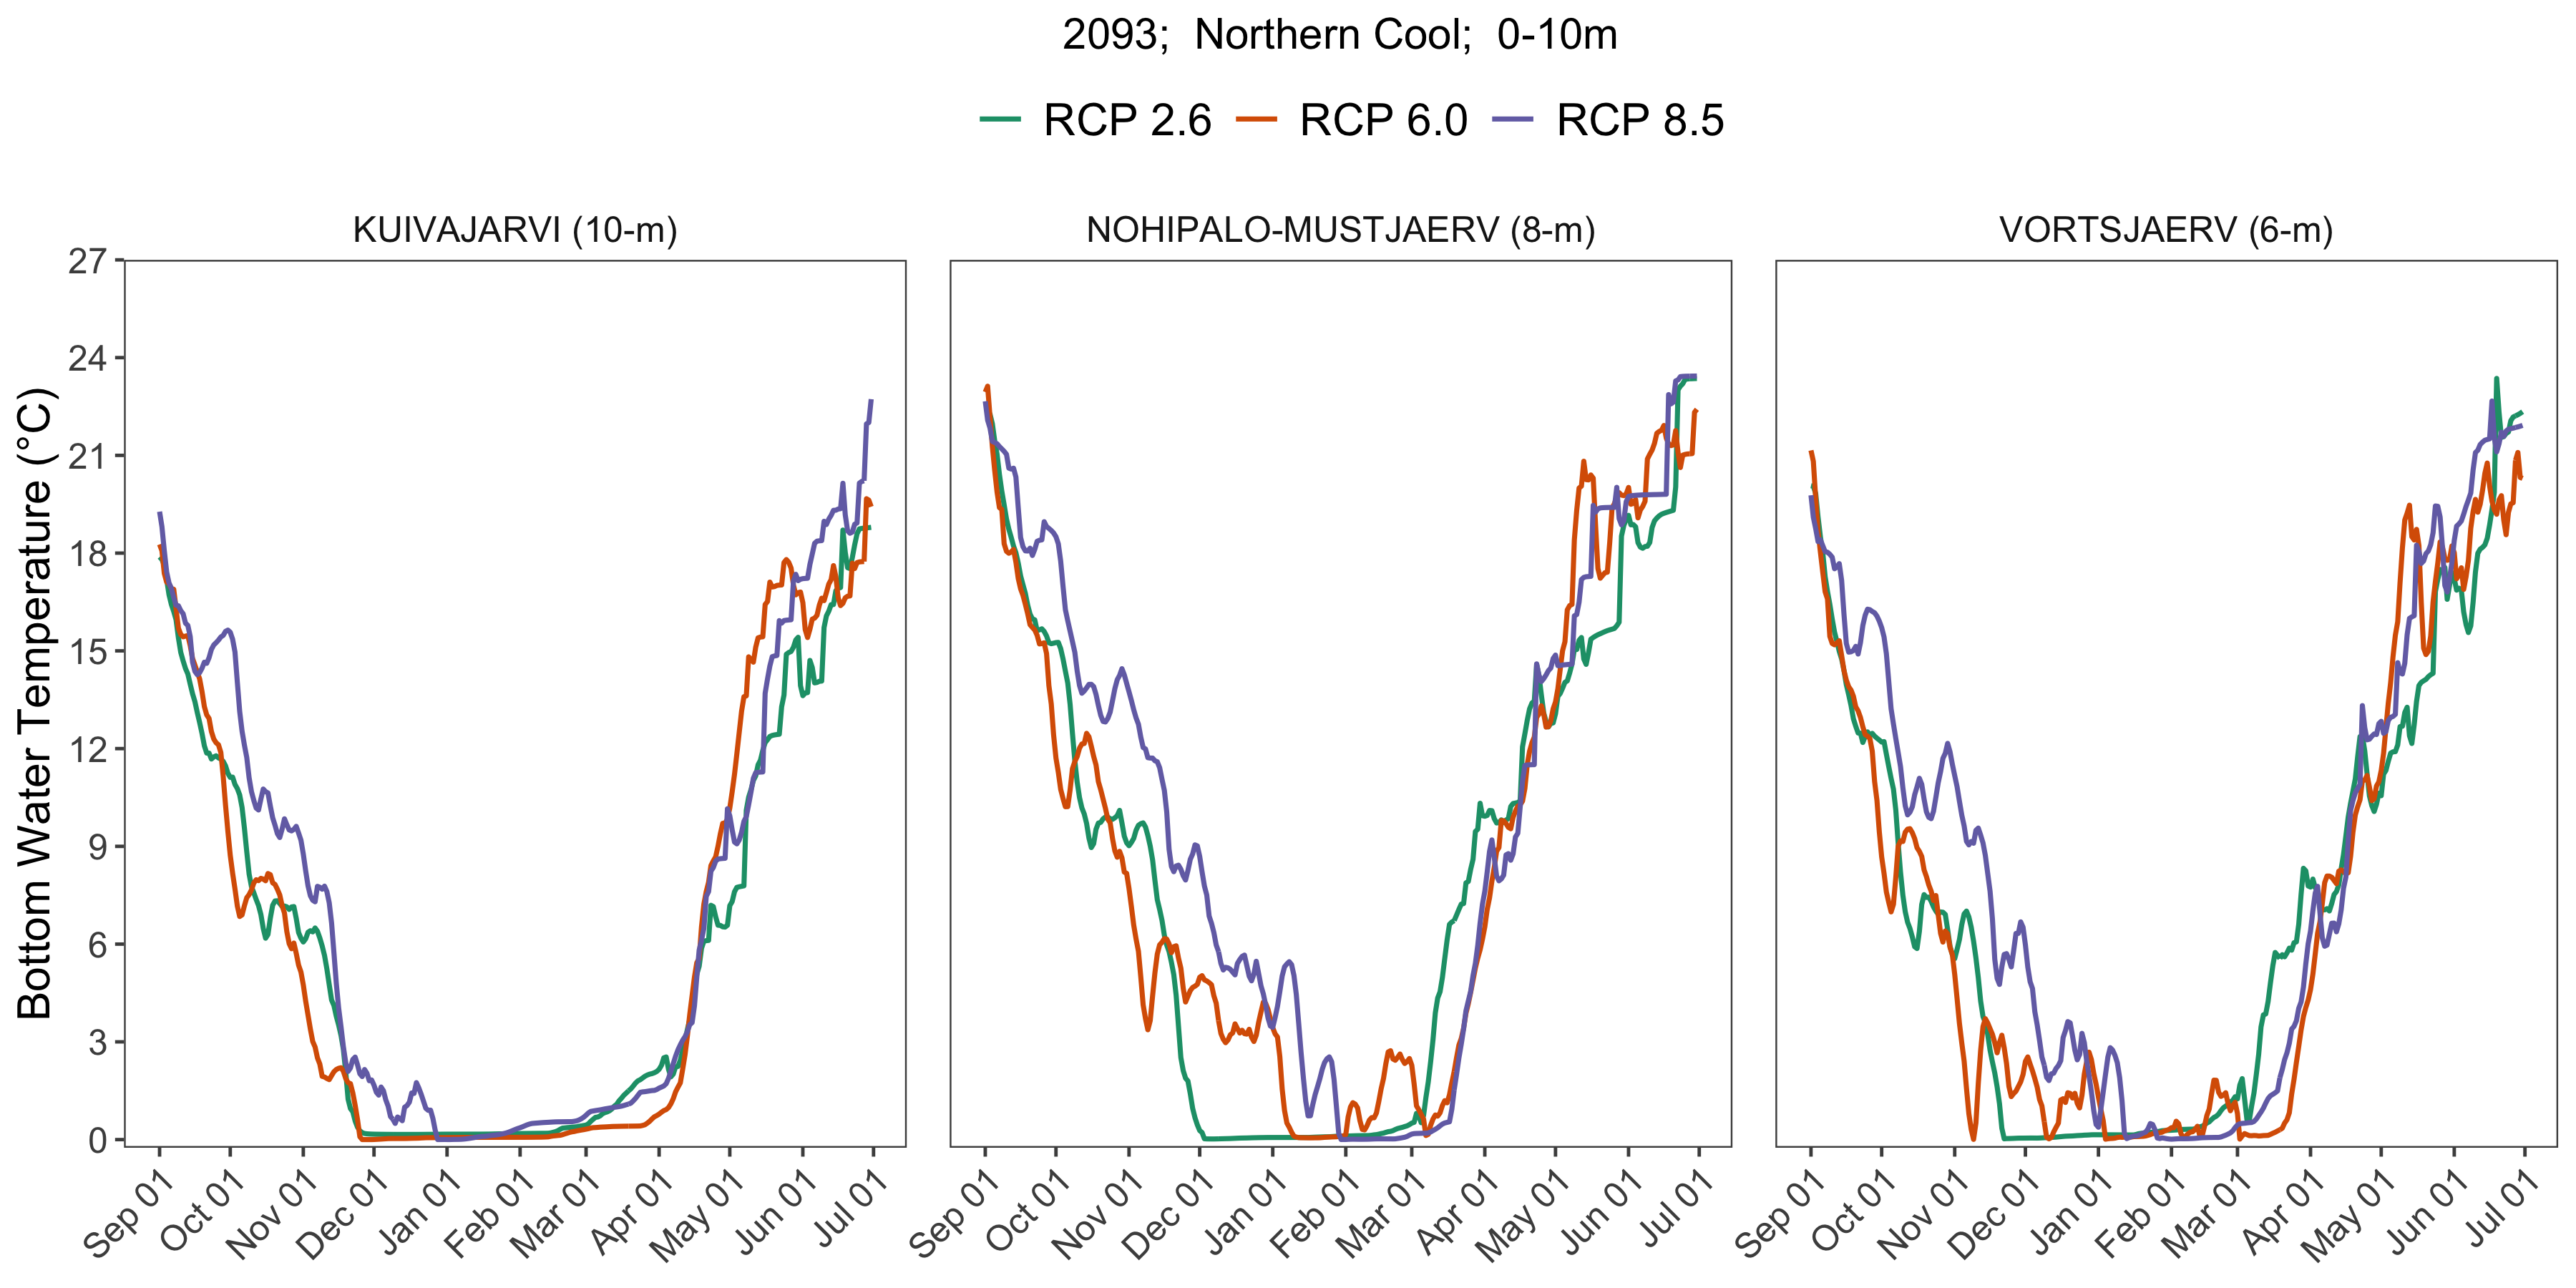 2093; Northern Cool; 0-10m
RCP 2.6 RCP 6.0 RCP 8.5
KUIVAJARVI (10-m) NOHIPALO-MUSTJAERV (8-m) VORTSJAERV (6-m)
Bottom Water Temperature (°C)
27
24
21
18
15
12
9
6
3
0
Sep 01 Oct 01 Nov 01 Dec 01 Jan 01 Feb 01 Mar 01 Apr 01 May 01 Jun 01 Jul 01
Sep 01 Oct 01 Nov 01 Dec 01 Jan 01 Feb 01 Mar 01 Apr 01 May 01 Jun 01 Jul 01
Sep 01 Oct 01 Nov 01 Dec 01 Jan 01 Feb 01 Mar 01 Apr 01 May 01 Jun 01 Jul 01